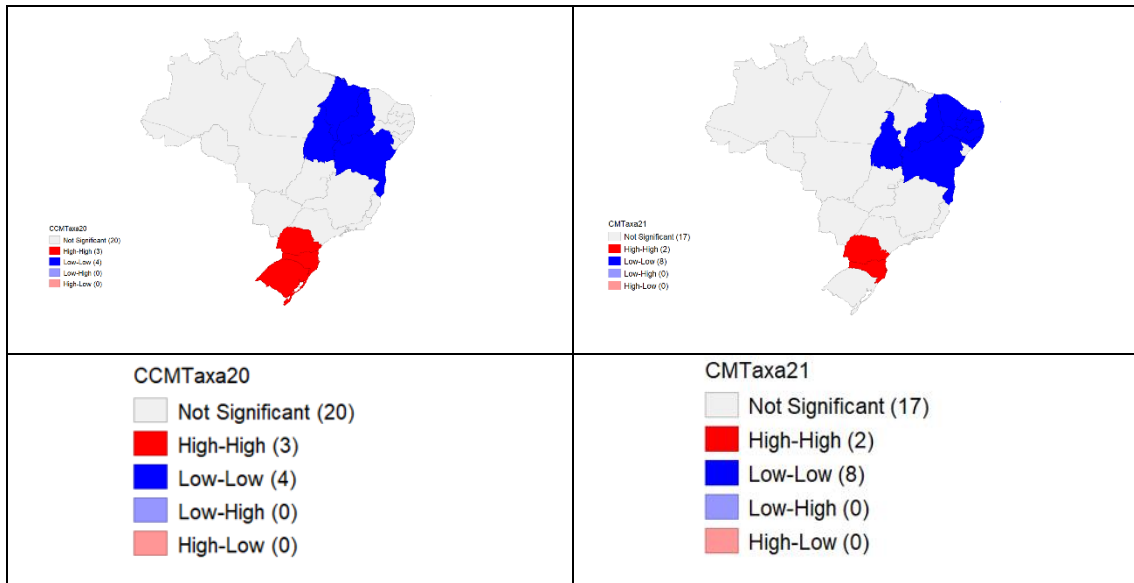 CCMTaxa20
Not Significant (20)
High-High (3)
Low-Low (4)
Low-High (0)
High-Low (0)
CMTaxa21
Not Significant (17)
High-High (2)
Low-Low (8)
Low-High (0)
High-Low (0)
CCMTaxa20
Not Significant (20)
High-High (3)
Low-Low (4)
Low-High (0)
High-Low (0)
CMTaxa21
Not Significant (17)
High-High (2)
Low-Low (8)
Low-High (0)
High-Low (0)